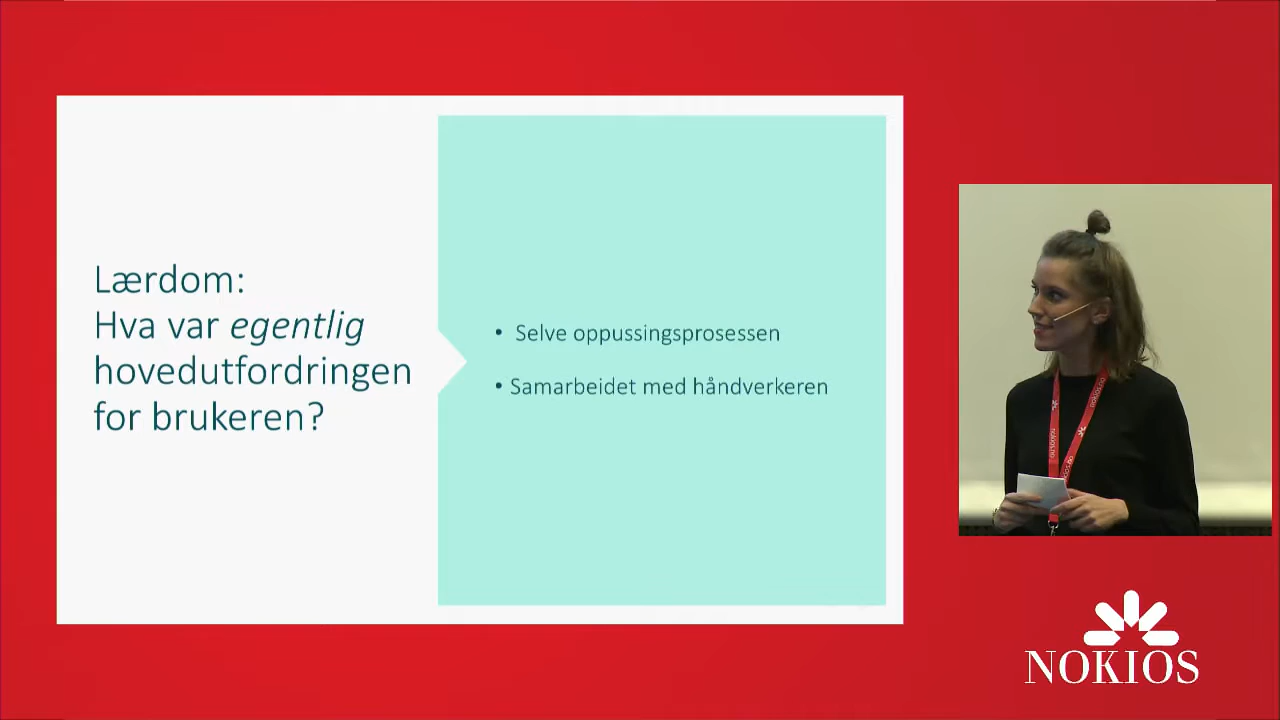 Lærdom:
Hva var egentlig
hovedutfordringen
for brukeren?
• Selve oppussingsprosessen
• Samarbeidet med håndverkeren
NOKIOS